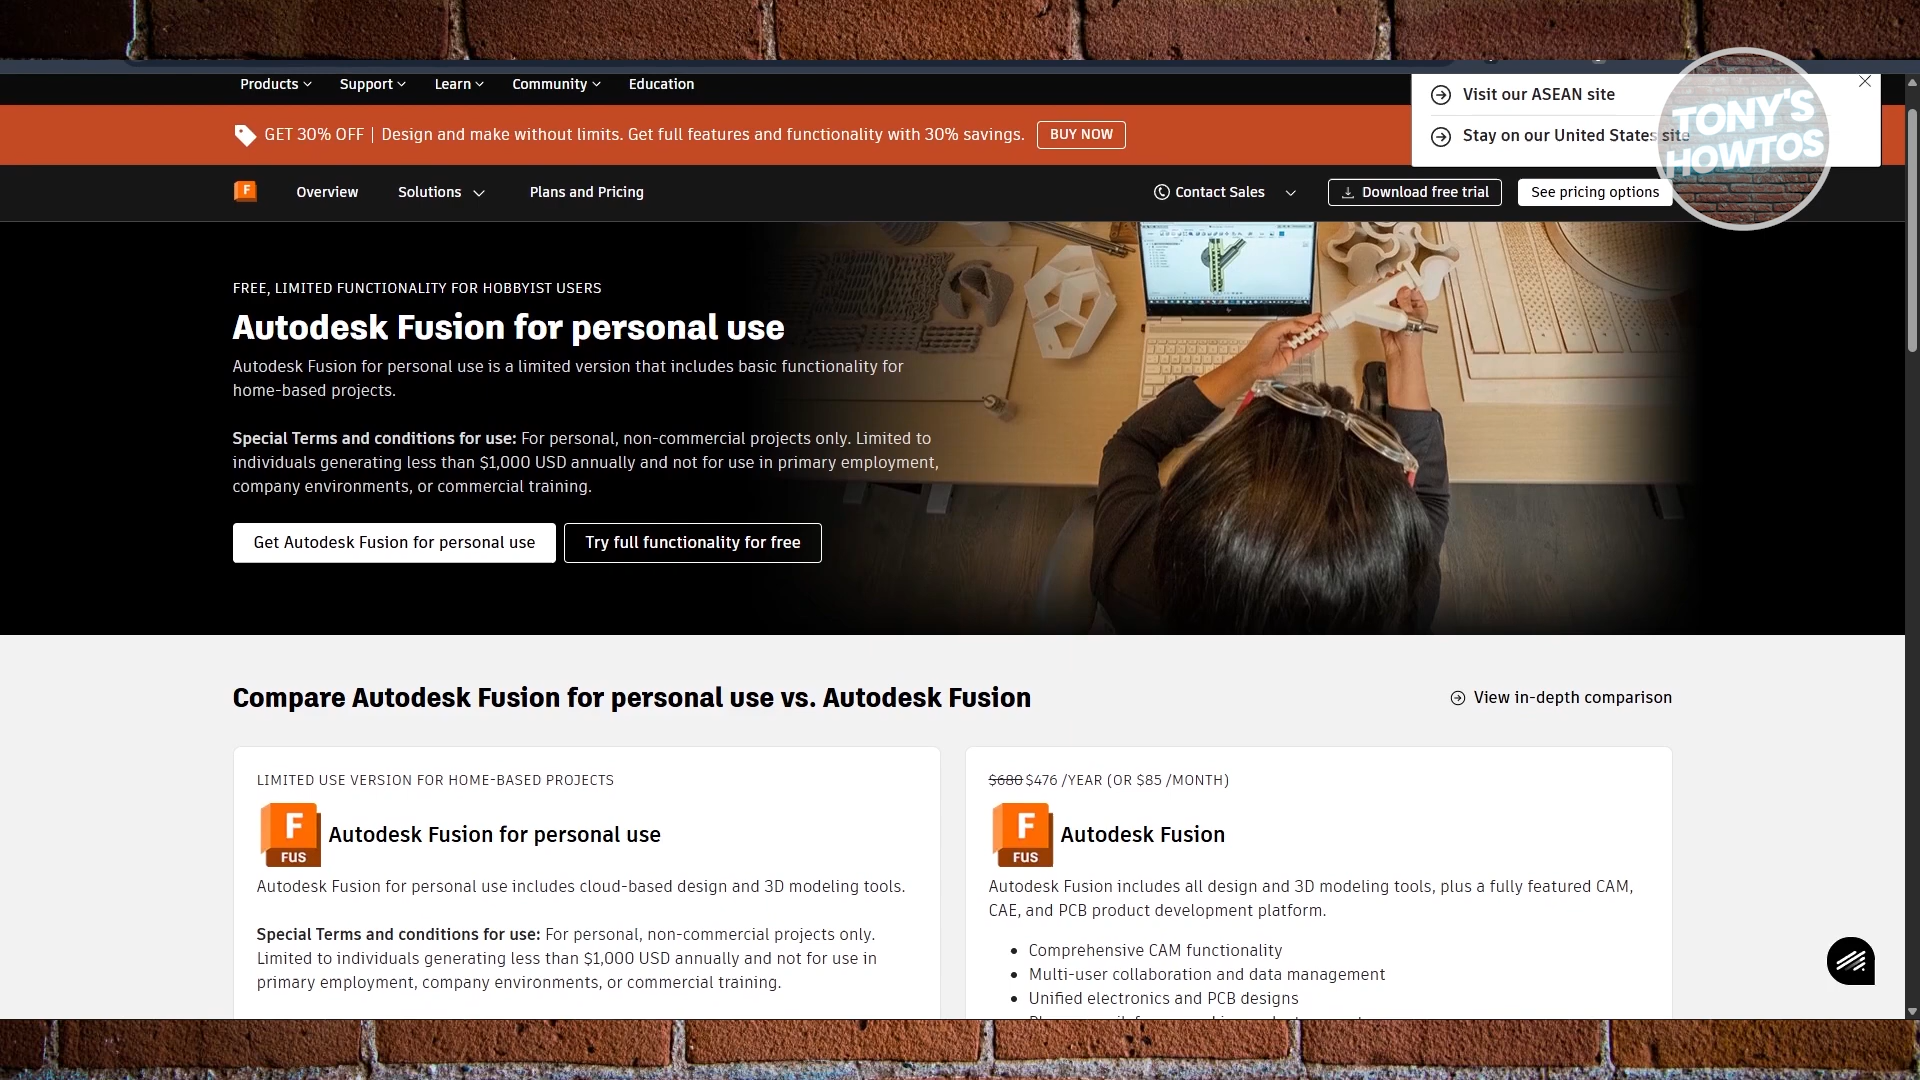 Products
Support
Learn
Community
Education
Visit our ASEAN site
Stay on our United States site
TONY'S
HOWTOS
GET 30% OFF | Design and make without limits. Get full features and functionality with 30% savings.
BUY NOW
F
Overview
Solutions
Plans and Pricing
Contact Sales
Download free trial
See pricing options
FREE, LIMITED FUNCTIONALITY FOR HOBBYIST USERS
Autodesk Fusion for personal use
Autodesk Fusion for personal use is a limited version that includes basic functionality for
home-based projects.
Special Terms and conditions for use: For personal, non-commercial projects only. Limited to
individuals generating less than $1,000 USD annually and not for use in primary employment,
company environments, or commercial training.
Get Autodesk Fusion for personal use
Try full functionality for free
Compare Autodesk Fusion for personal use vs. Autodesk Fusion
View in-depth comparison
LIMITED USE VERSION FOR HOME-BASED PROJECTS
F
FUS
Autodesk Fusion for personal use
Autodesk Fusion for personal use includes cloud-based design and 3D modeling tools.
Special Terms and conditions for use: For personal, non-commercial projects only.
Limited to individuals generating less than $1,000 USD annually and not for use in
primary employment, company environments, or commercial training.
$680 $476 /YEAR (OR $85 /MONTH)
F
FUS
Autodesk Fusion
Autodesk Fusion includes all design and 3D modeling tools, plus a fully featured CAM,
CAE, and PCB product development platform.
• Comprehensive CAM functionality
• Multi-user collaboration and data management
• Unified electronics and PCB designs